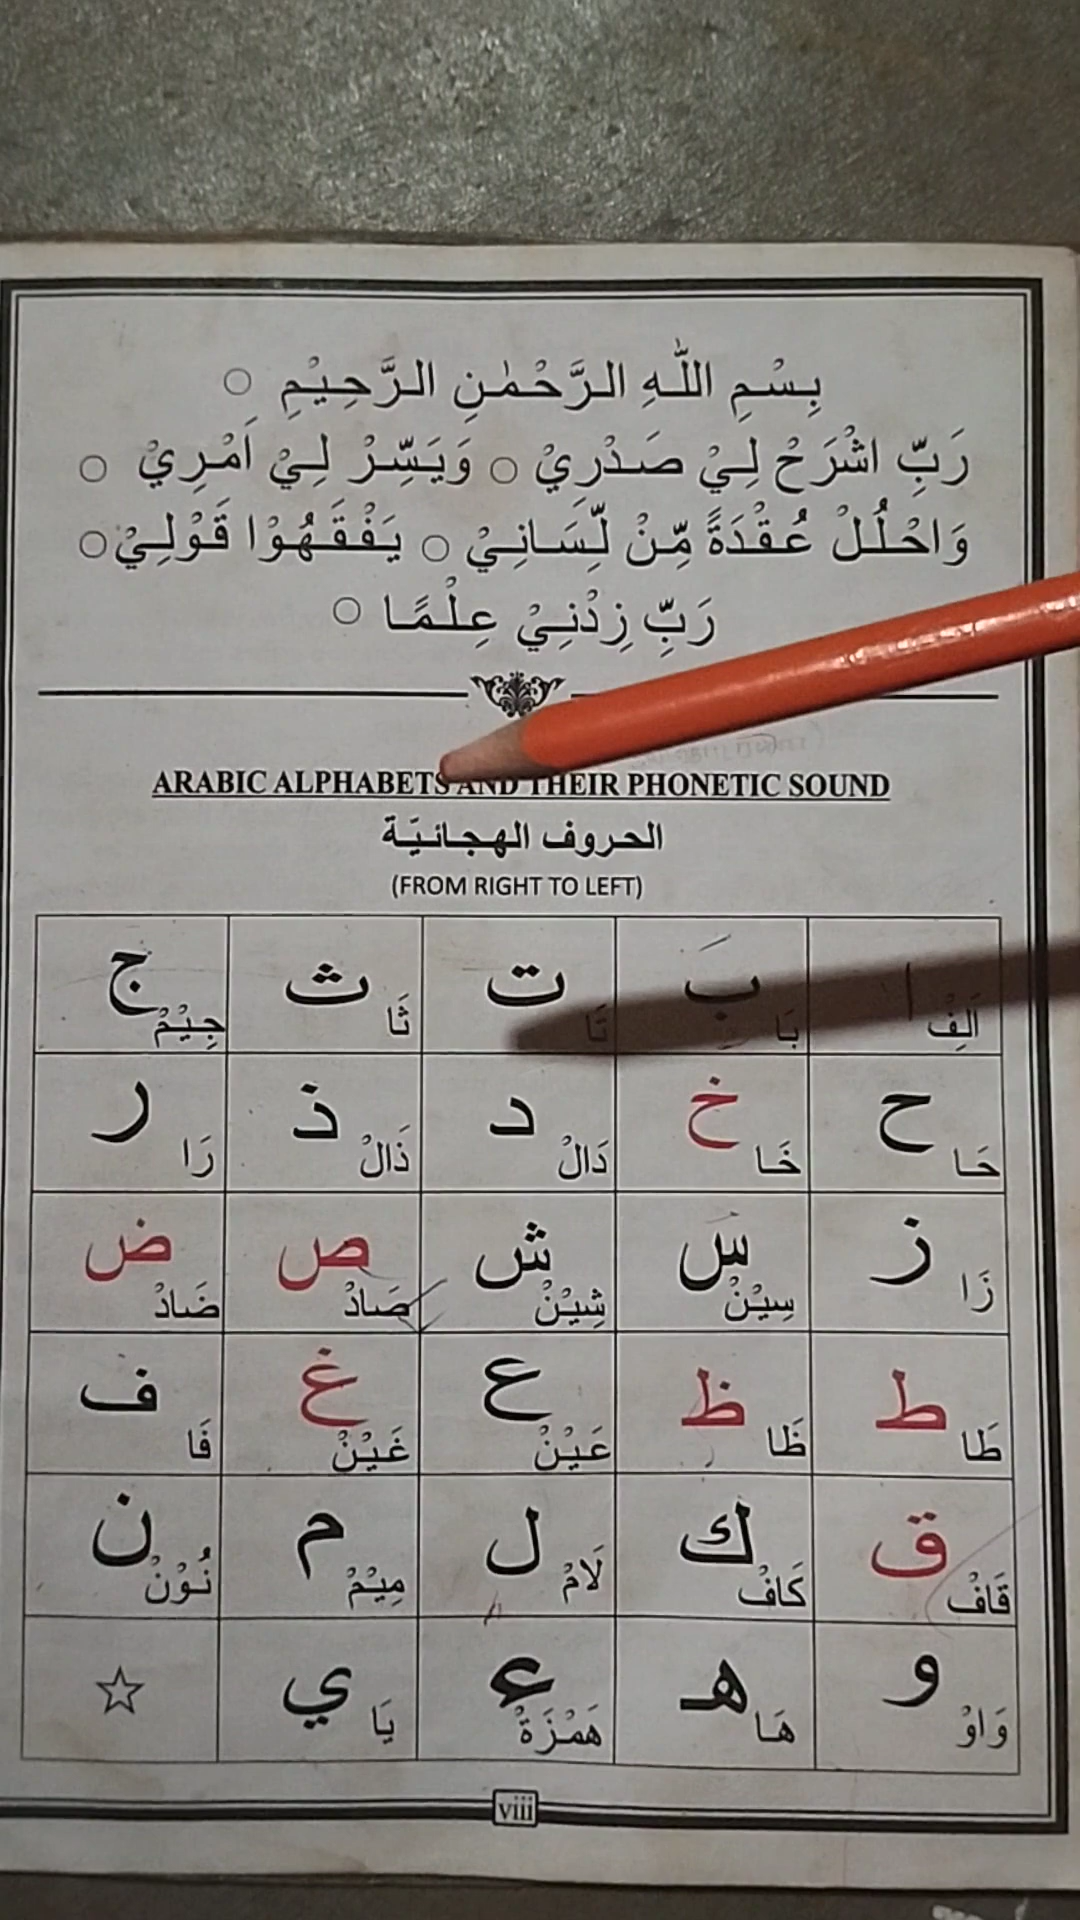 بِسْمِ اللّٰهِ الرَّحْمٰنِ الرَّحِيْمِ ○
رَبِّ اشْرَحْ لِيْ صَدْرِيْ ○ وَيَسِّرْ لِيْ اَمْرِيْ ○
وَاحْلُلْ عُقْدَةً مِّنْ لِّسَانِيْ ○ يَفْقَهُوْا قَوْلِيْ ○
رَبِّ زِدْنِيْ عِلْمًا ○
ARABIC ALPHABETS AND THEIR PHONETIC SOUND
الحروف الهجائيّة
(FROM RIGHT TO LEFT)
ا اَلِفْ ب بَا ت تَا ث ثَا ج جِيْمْ
ح حَا خ خَا د دَالْ ذ ذَالْ ر رَا
ز زَا س سِيْنْ ش شِيْنْ ص صَادْ ض ضَادْ
ط طَا ظ ظَا ع عَيْنْ غ غَيْنْ ف فَا
ق قَافْ ك كَافْ ل لَامْ م مِيْمْ ن نُوْنْ
و وَاوْ هـ هَا ء هَمْزَةْ ي يَا ☆
viii